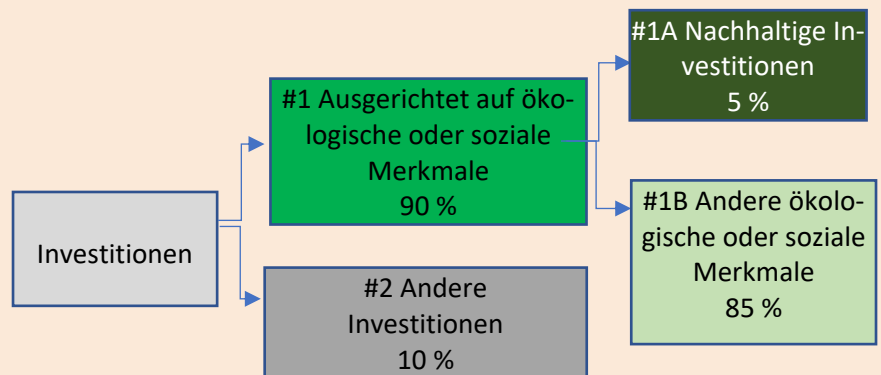 Investitionen
#1 Ausgerichtet auf öko-
logische oder soziale
Merkmale
90 %
#2 Andere
Investitionen
10 %
#1A Nachhaltige In-
vestitionen
5 %
#1B Andere ökolo-
gische oder soziale
Merkmale
85 %